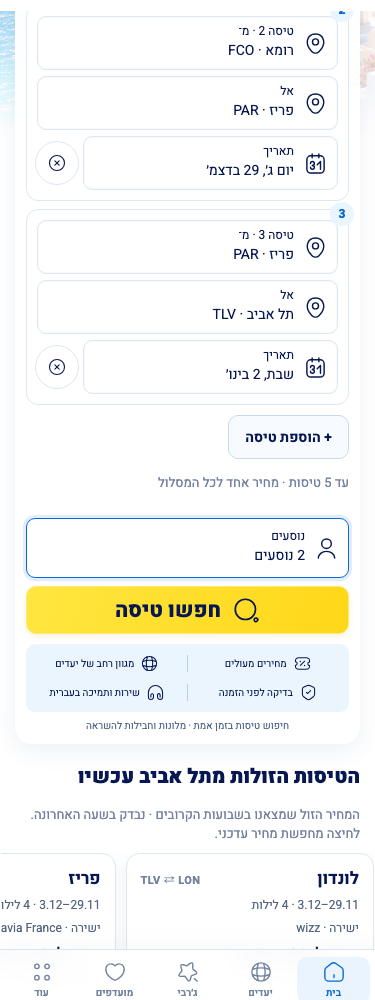 2
טיסה 2 · מ־
רומא · FCO
אל
פריז · PAR
תאריך
יום ג׳, 29 בדצמ׳
3
טיסה 3 · מ־
פריז · PAR
אל
תל אביב · TLV
תאריך
שבת, 2 בינו׳
+ הוספת טיסה
עד 5 טיסות · מחיר אחד לכל המסלול
נוסעים
2 נוסעים
חפשו טיסה
מחירים מעולים
מגוון רחב של יעדים
בדיקה לפני הזמנה
שירות ותמיכה בעברית
חיפוש טיסות בזמן אמת · מלונות וחבילות להשראה
הטיסות הזולות מתל אביב עכשיו
המחיר הזול שמצאנו בשבועות הקרובים · נבדק בשעה האחרונה.
לחיצה מחפשת מחיר עדכני.
לונדון
TLV ⇄ LON
29.11–3.12 · 4 לילות
ישירה · wizz
פריז
29.11–3.12 · 4 לילו
ישירה · avia France
בית
יעדים
ג׳רבי
מועדפים
עוד